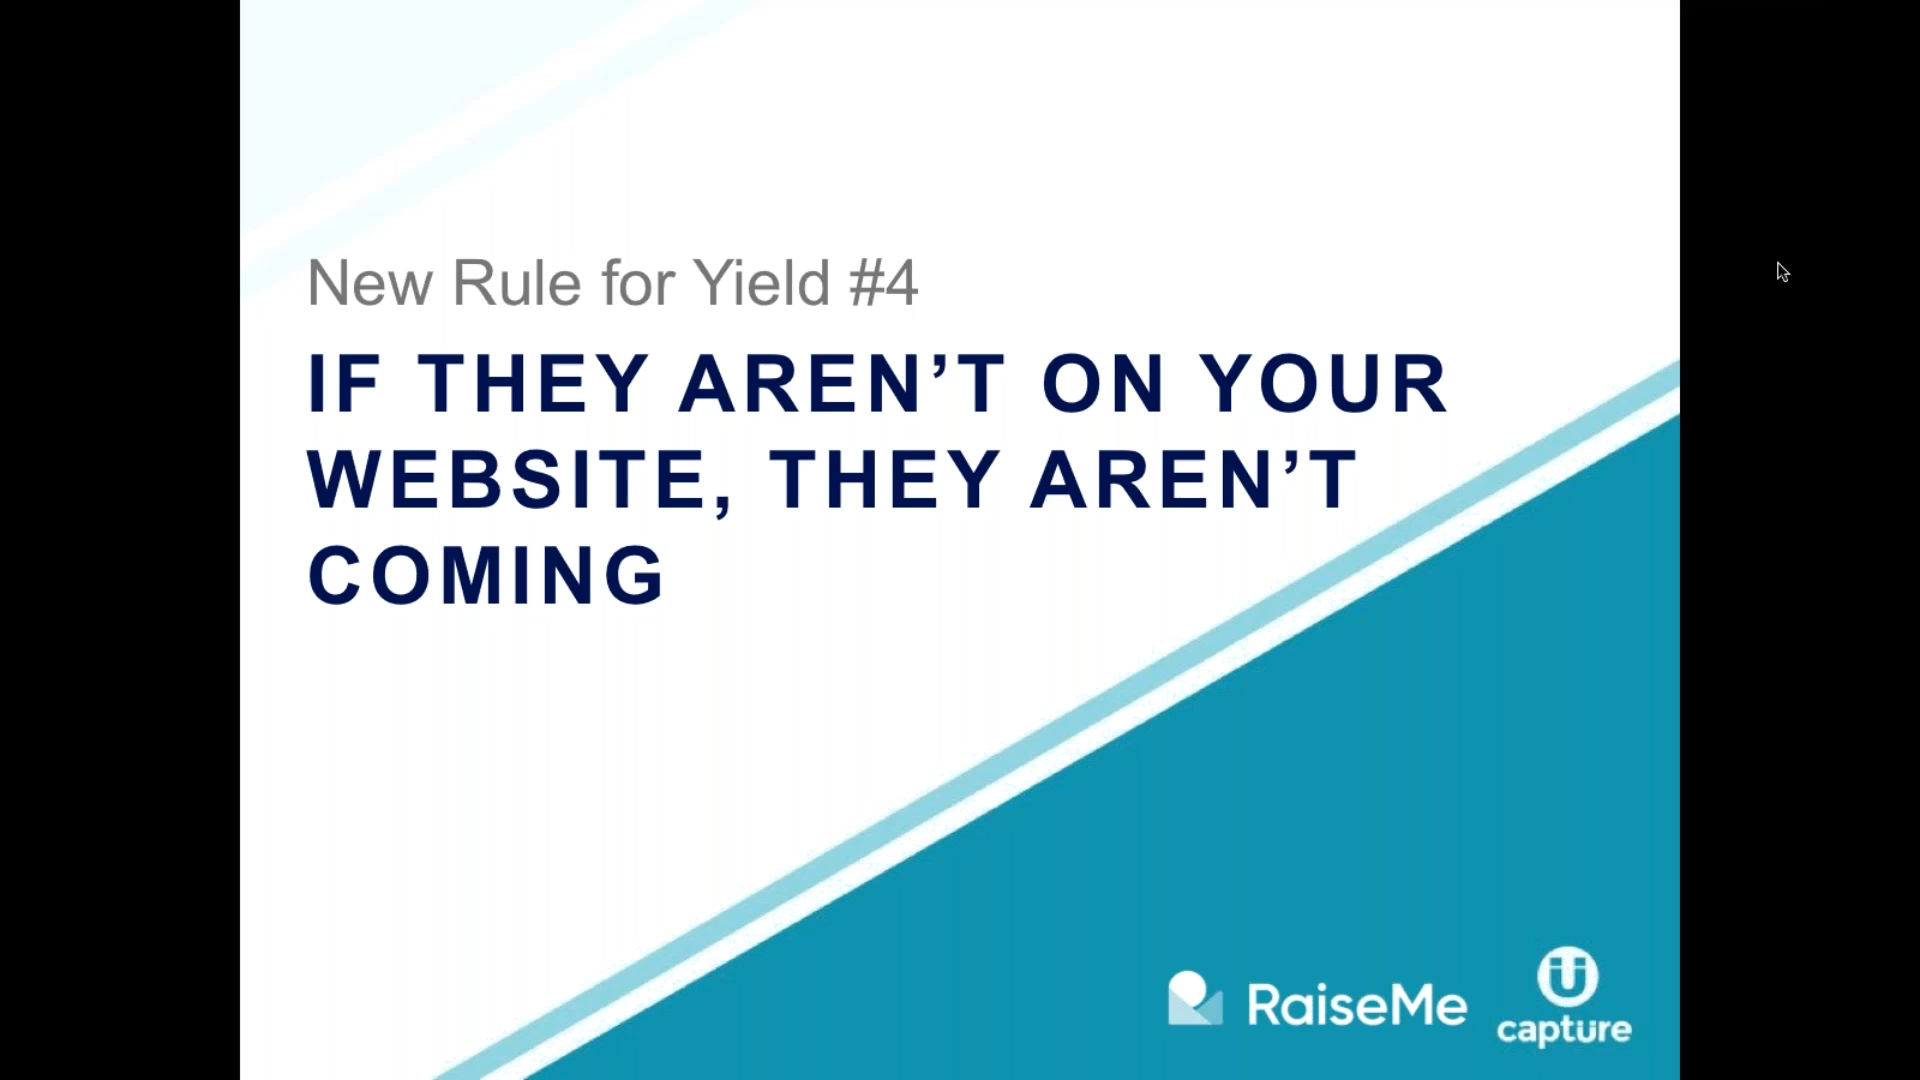 New Rule for Yield #4
IF THEY AREN’T ON YOUR
WEBSITE, THEY AREN’T
COMING
RaiseMe
capture